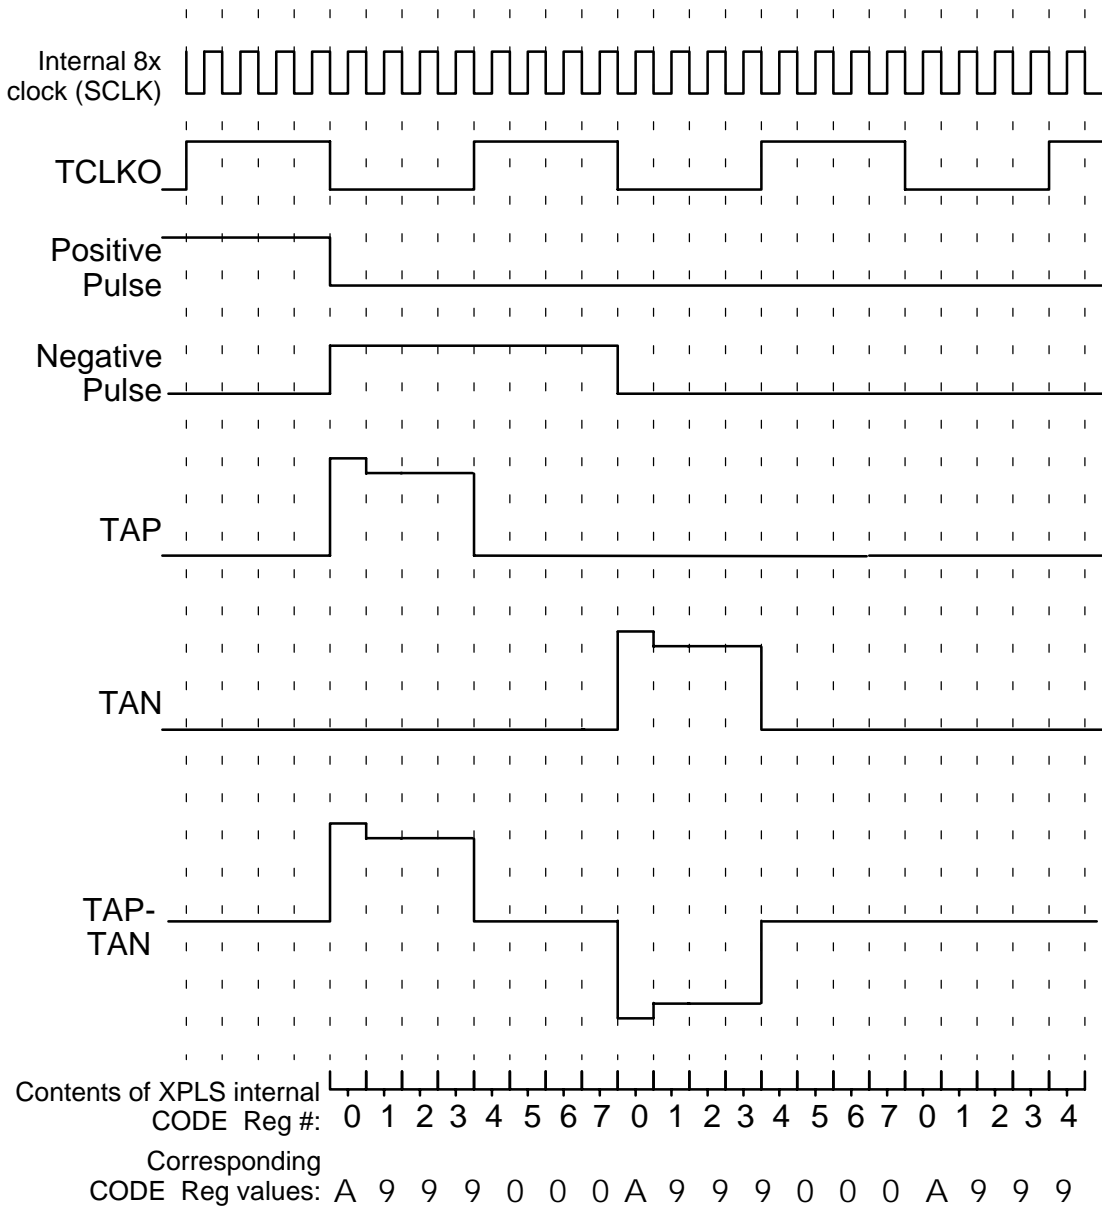 Internal 8x
clock (SCLK)
TCLKO
Positive
Pulse
Negative
Pulse
TAP
TAN
TAP-
TAN
Contents of XPLS internal
CODE Reg #: 0 1 2 3 4 5 6 7 0 1 2 3 4 5 6 7 0 1 2 3 4
Corresponding
CODE Reg values: A 9 9 9 0 0 0 A 9 9 9 0 0 0 A 9 9 9